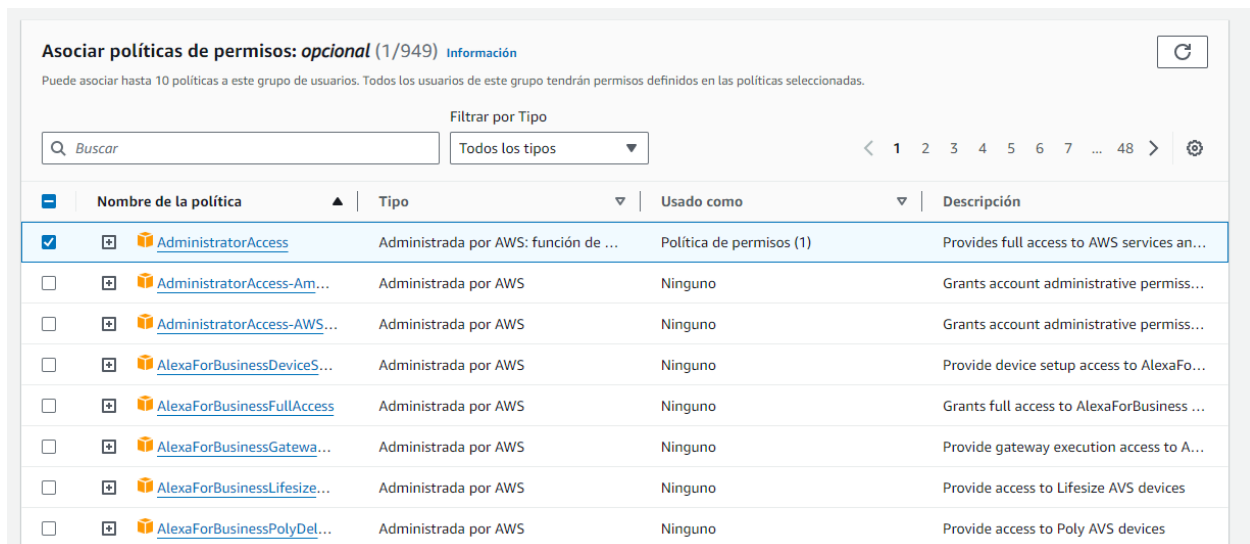 Asociar políticas de permisos: opcional (1/949) Información
Puede asociar hasta 10 políticas a este grupo de usuarios. Todos los usuarios de este grupo tendrán permisos definidos en las políticas seleccionadas.
Filtrar por Tipo
Buscar Todos los tipos 1 2 3 4 5 6 7 ... 48
Nombre de la política Tipo Usado como Descripción
AdministratorAccess Administrada por AWS: función de ... Política de permisos (1) Provides full access to AWS services an...
AdministratorAccess-Am... Administrada por AWS Ninguno Grants account administrative permiss...
AdministratorAccess-AWS... Administrada por AWS Ninguno Grants account administrative permiss...
AlexaForBusinessDeviceS... Administrada por AWS Ninguno Provide device setup access to AlexaFo...
AlexaForBusinessFullAccess Administrada por AWS Ninguno Grants full access to AlexaForBusiness ...
AlexaForBusinessGatewa... Administrada por AWS Ninguno Provide gateway execution access to A...
AlexaForBusinessLifesize... Administrada por AWS Ninguno Provide access to Lifesize AVS devices
AlexaForBusinessPolyDel... Administrada por AWS Ninguno Provide access to Poly AVS devices